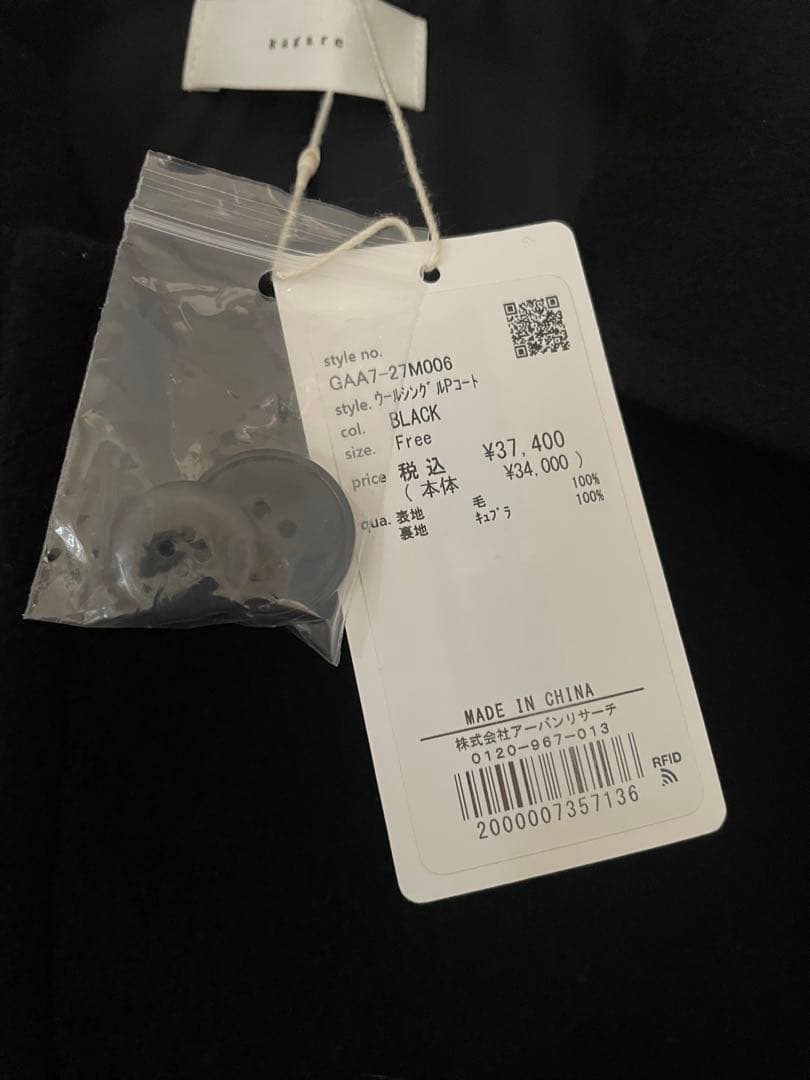 Kagure
style no.
GAA7-27M006
style. ウールシングルPコート
col. BLACK
size. Free
price 税込 ¥37,400
(本体 ¥34,000)
qua. 表地 毛 100%
裏地 キュプラ 100%
MADE IN CHINA
株式会社アーバンリサーチ
0120-967-013
RFID
2000007357136